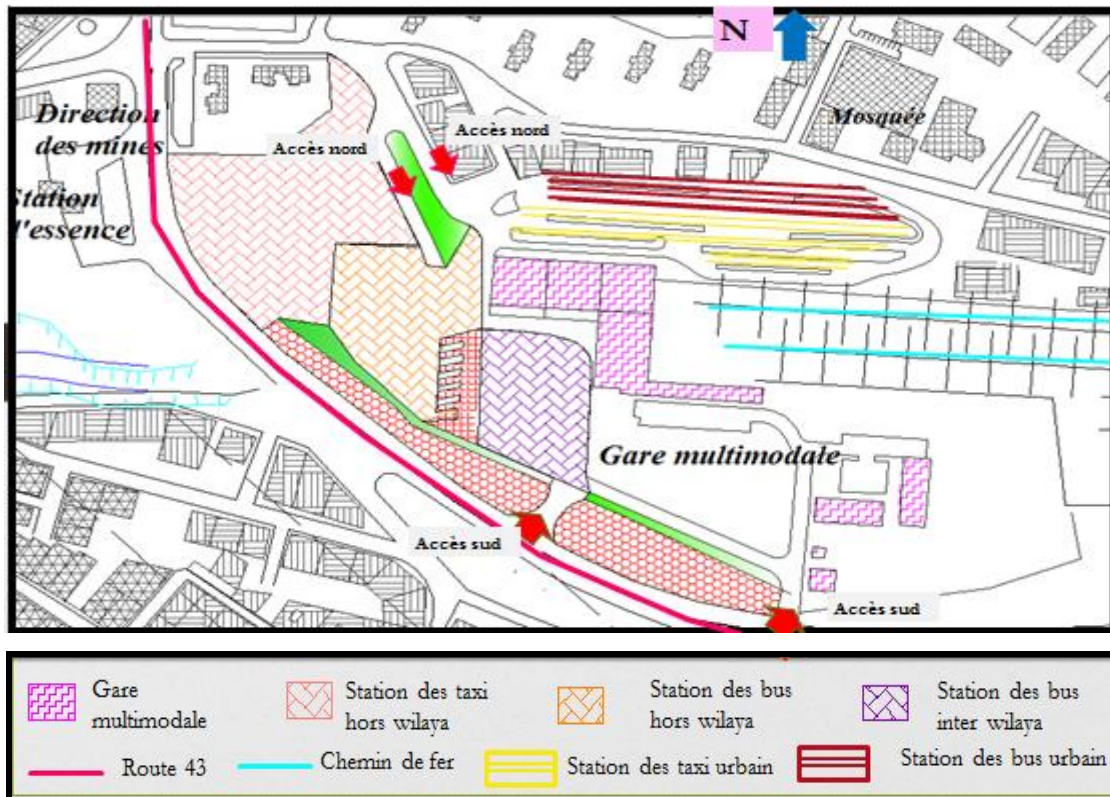 N
Direction
des mines
Station
l'essence
Accès nord
Accès nord
Mosquée
Gare multimodale
Accès sud
Accès sud
Gare
multimodale
Station des taxi
hors wilaya
Station des bus
hors wilaya
Station des bus
inter wilaya
Route 43
Chemin de fer
Station des taxi urbain
Station des bus urbain